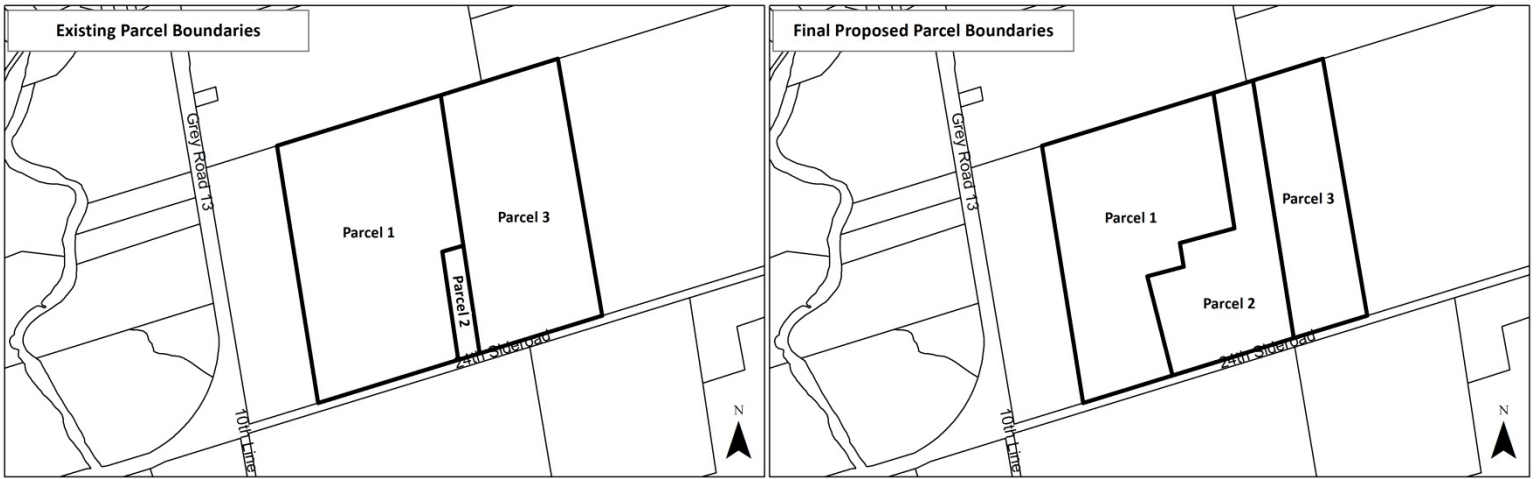 Existing Parcel Boundaries
Grey Road 13
Parcel 1
Parcel 3
Parcel 2
24th Sideroad
10th Line
N
Final Proposed Parcel Boundaries
Grey Road 13
Parcel 1
Parcel 3
Parcel 2
24th Sideroad
10th Line
N